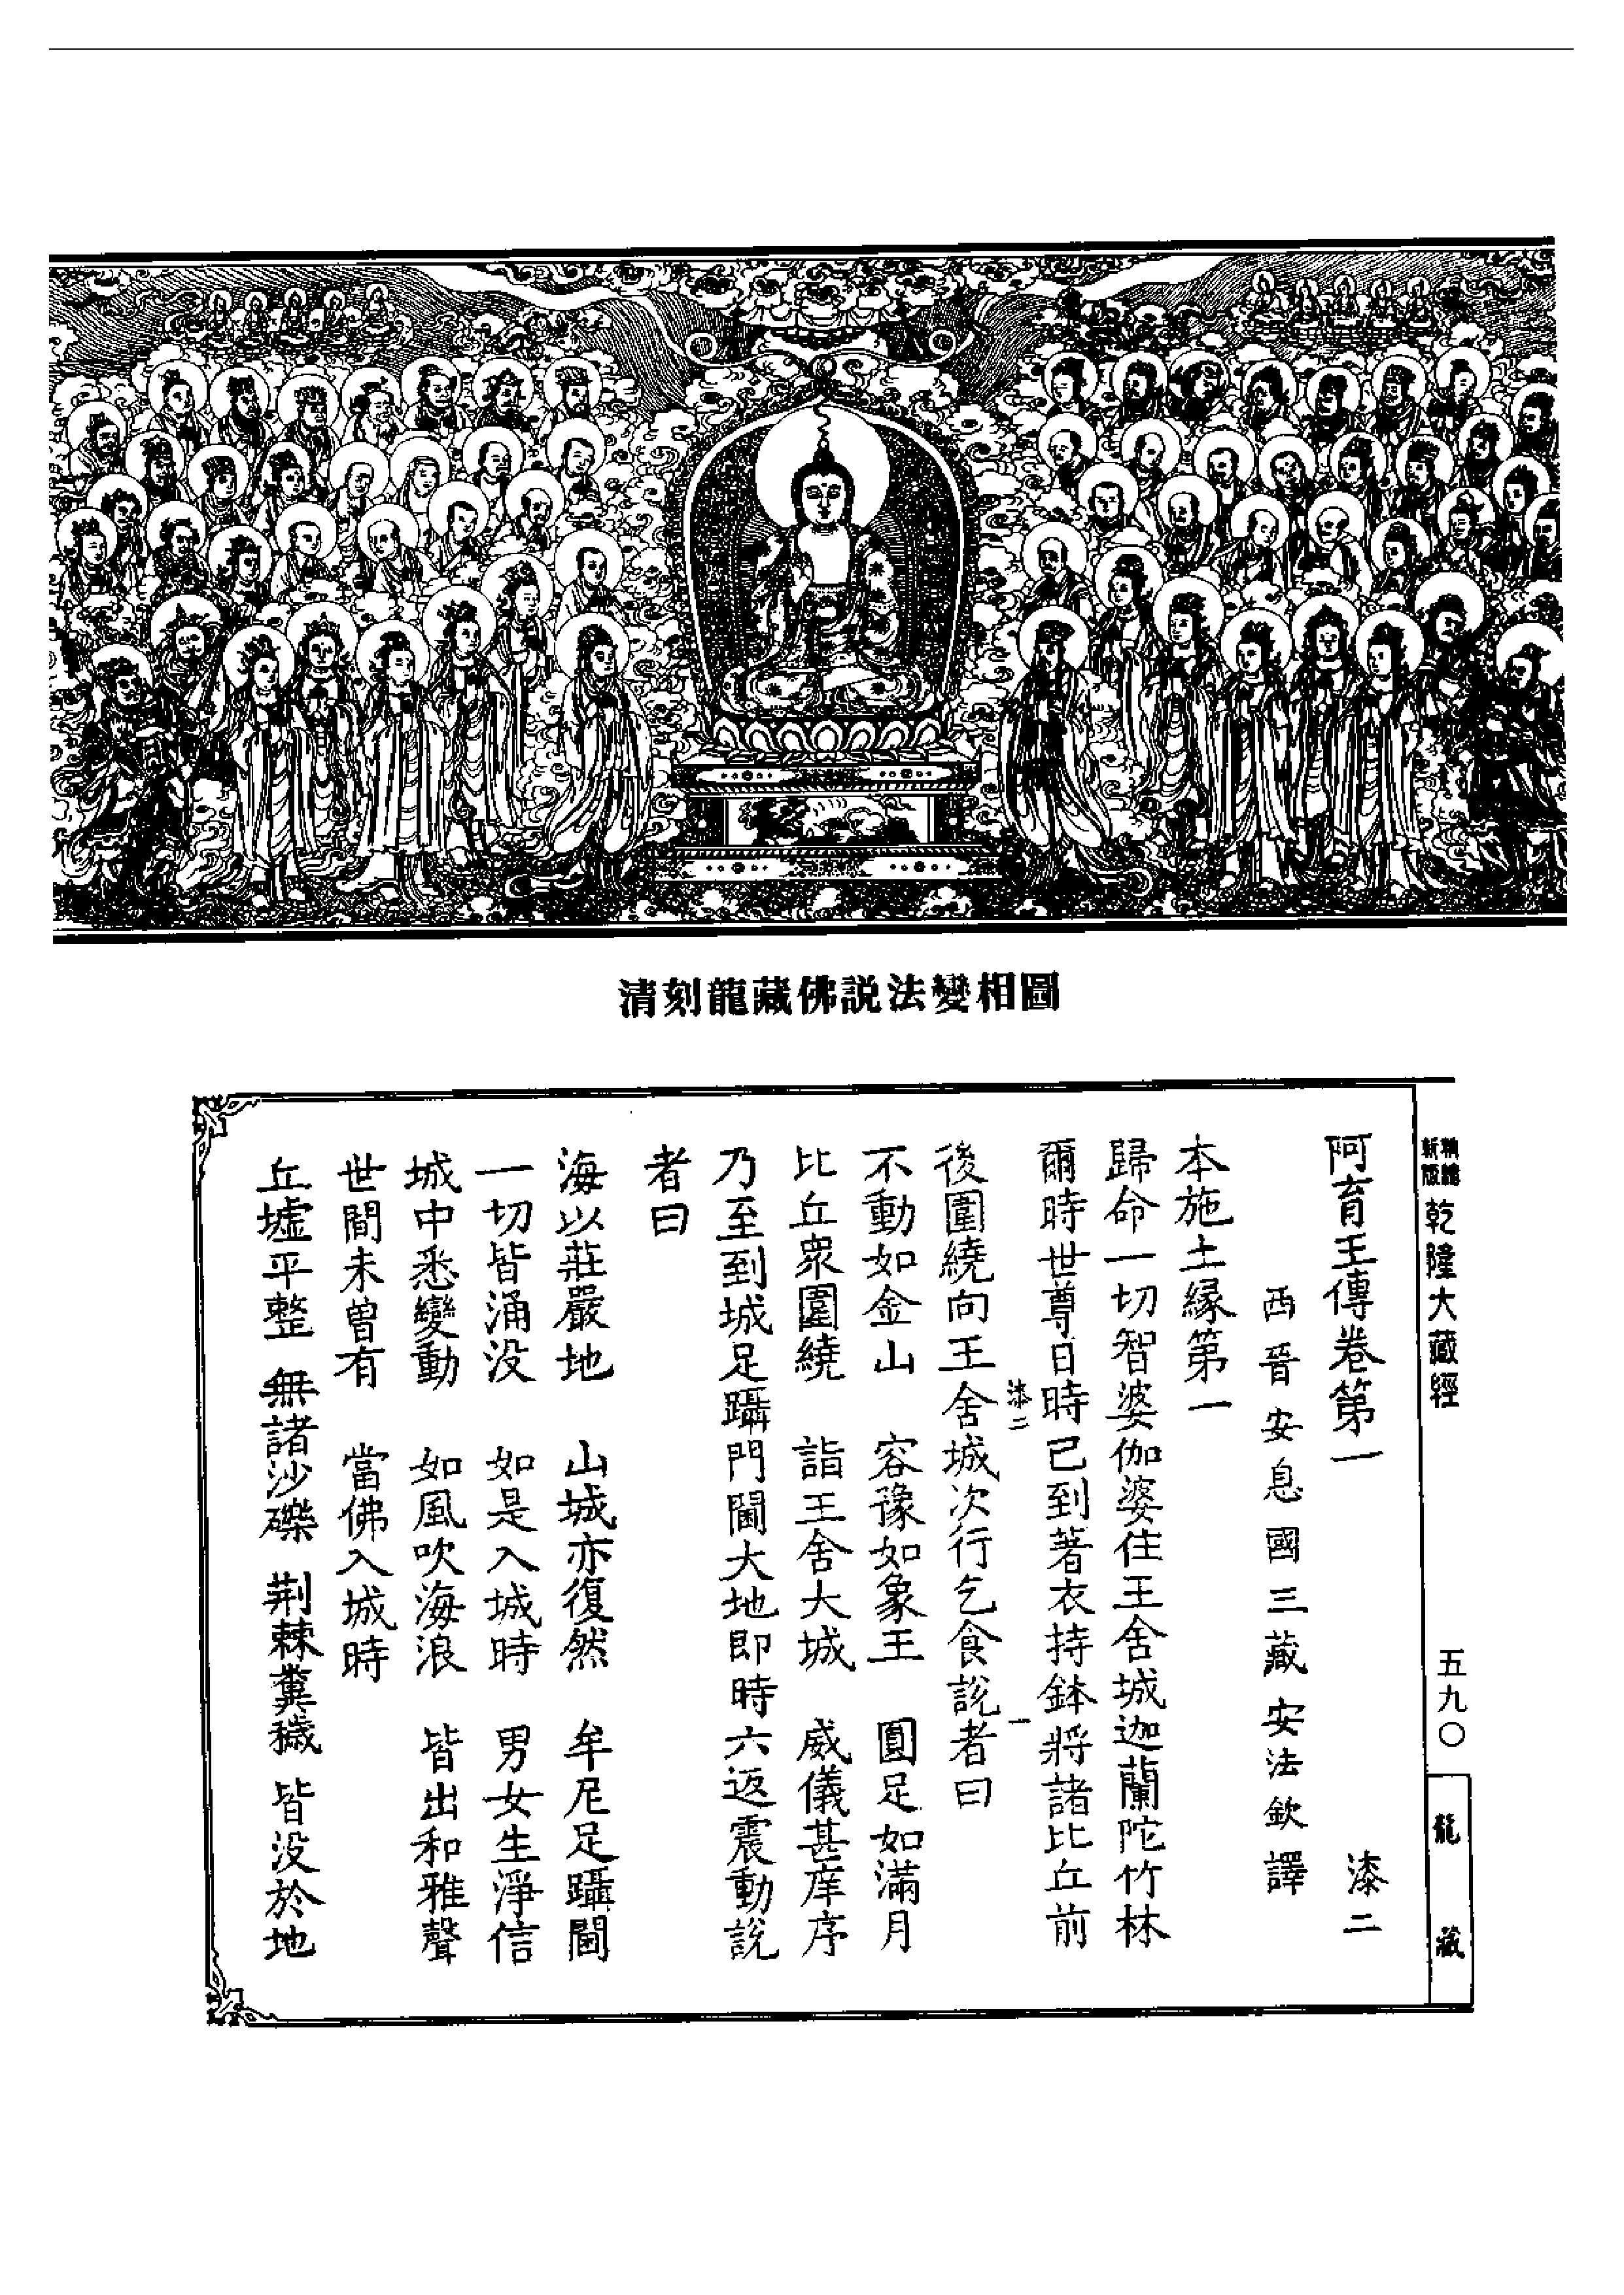 清刻龍藏佛説法變相圖
新版
精縮
乾隆大藏經
五九〇
龍藏
阿育王傳卷第一 漆二
西晉安息國三藏安法欽譯
本施土緣第一
歸命一切智婆伽婆住王舍城迦蘭陀竹林
爾時世尊日時已到著衣持鉢將諸比丘前
漆二 一
後圍繞向王舍城次行乞食說者曰
不動如金山 容豫如象王 圓足如滿月
比丘衆圍繞 詣王舍大城 威儀甚庠序
乃至到城足躡門閫大地即時六返震動說
者曰
海以莊嚴地 山城亦復然 牟尼足躡閫
一切皆涌没 如是入城時 男女生淨信
城中悉變動 如風吹海浪 皆出和雅聲
世間未曾有 當佛入城時
丘墟平整 無諸沙礫 荆棘糞穢 皆没於地